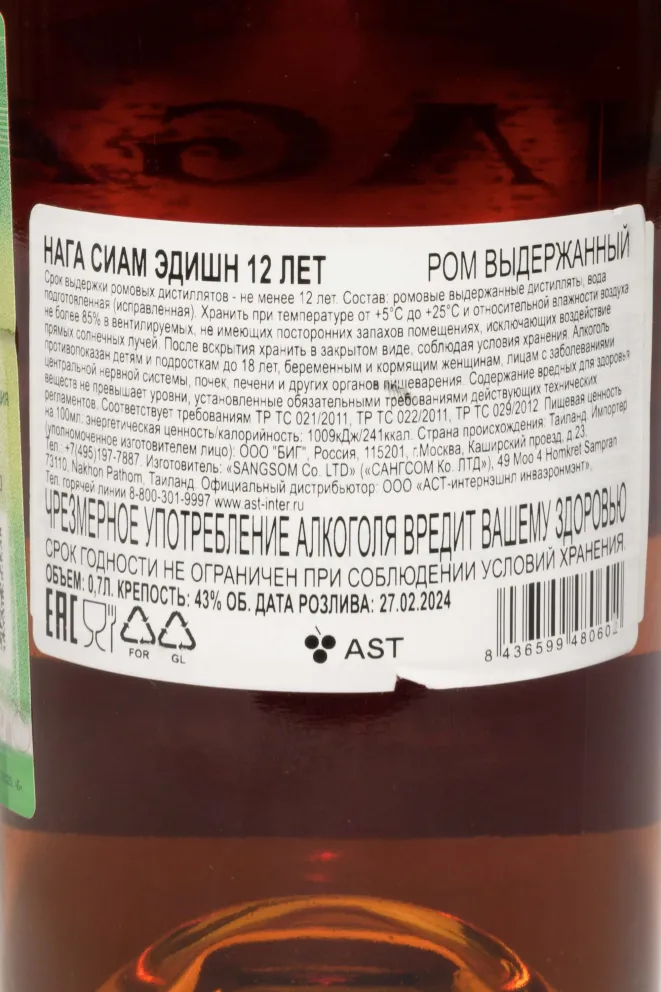 НАГА СИАМ ЭДИШН 12 ЛЕТ РОМ ВЫДЕРЖАННЫЙ
Срок выдержки ромовых дистиллятов - не менее 12 лет. Состав: ромовые выдержанные дистилляты, вода
подготовленная (исправленная). Хранить при температуре от +5°С до +25°С и относительной влажности воздуха
не более 85% в вентилируемых, не имеющих посторонних запахов помещениях, исключающих воздействие
прямых солнечных лучей. После вскрытия хранить в закрытом виде, соблюдая условия хранения. Алкоголь
противопоказан детям и подросткам до 18 лет, беременным и кормящим женщинам, лицам с заболеваниями
центральной нервной системы, почек, печени и других органов пищеварения. Содержание вредных для здоровья
веществ не превышает уровни, установленные обязательными требованиями действующих технических
регламентов. Соответствует требованиям ТР ТС 021/2011, ТР ТС 022/2011, ТР ТС 029/2012. Пищевая ценность
на 100мл: энергетическая ценность/калорийность: 1009кДж/241ккал. Страна происхождения: Таиланд. Импортер
(уполномоченное изготовителем лицо): ООО "БИГ", Россия, 115201, г.Москва, Каширский проезд, д.23.
Тел.: +7(495)197-7887. Изготовитель: «SANGSOM Co. LTD» («САНГСОМ Ко. ЛТД»), 49 Moo 4 Homkret Sampran
73110, Nakhon Pathom, Таиланд. Официальный дистрибьютор: ООО «АСТ-интернэшнл инваэронмэнт».
Тел. горячей линии 8-800-301-9997 www.ast-inter.ru
ЧРЕЗМЕРНОЕ УПОТРЕБЛЕНИЕ АЛКОГОЛЯ ВРЕДИТ ВАШЕМУ ЗДОРОВЬЮ
СРОК ГОДНОСТИ НЕ ОГРАНИЧЕН ПРИ СОБЛЮДЕНИИ УСЛОВИЙ ХРАНЕНИЯ.
ОБЪЕМ: 0,7Л. КРЕПОСТЬ: 43% ОБ. ДАТА РОЗЛИВА: 27.02.2024
EAC
FOR GL
AST
8 436599 480602